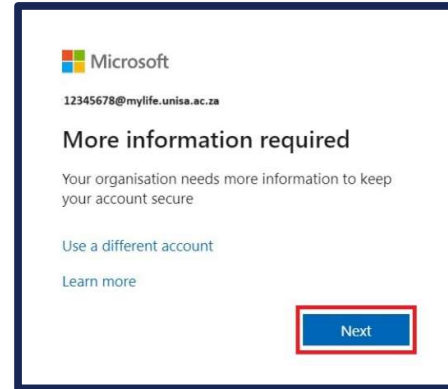 Microsoft
12345678@mylife.unisa.ac.za
More information required
Your organisation needs more information to keep
your account secure
Use a different account
Learn more
Next